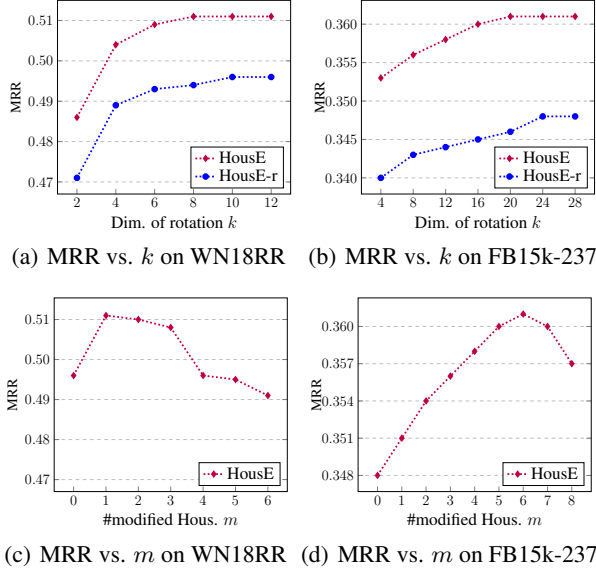 0.51
0.50
0.49
0.48
0.47
MRR
2 4 6 8 10 12
Dim. of rotation k
HousE
HousE-r
(a) MRR vs. k on WN18RR
0.360
0.355
0.350
0.345
0.340
MRR
4 8 12 16 20 24 28
Dim. of rotation k
HousE
HousE-r
(b) MRR vs. k on FB15k-237
0.51
0.50
0.49
0.48
0.47
MRR
0 1 2 3 4 5 6
#modified Hous. m
HousE
(c) MRR vs. m on WN18RR
0.360
0.357
0.354
0.351
0.348
MRR
0 1 2 3 4 5 6 7 8
#modified Hous. m
HousE
(d) MRR vs. m on FB15k-237